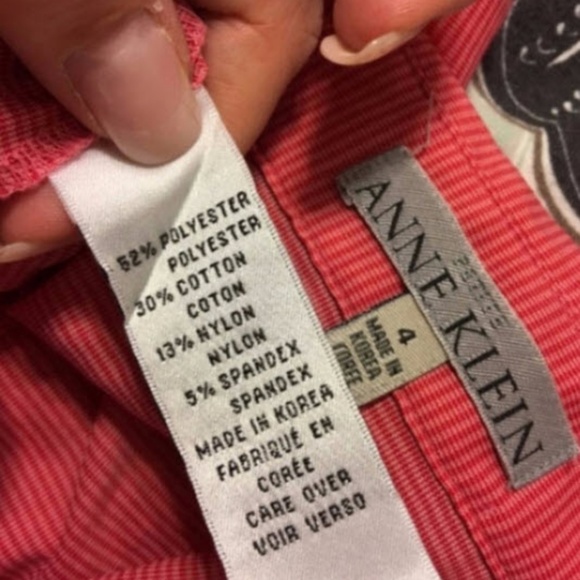 52% POLYESTER
POLYESTER
30% COTTON
COTON
13% NYLON
NYLON
5% SPANDEX
SPANDEX
MADE IN KOREA
FABRIQUÉ EN
CORÉE
CARE OVER
VOIR VERSO
4
MADE IN
KOREA
CORÉE
ANNE KLEIN